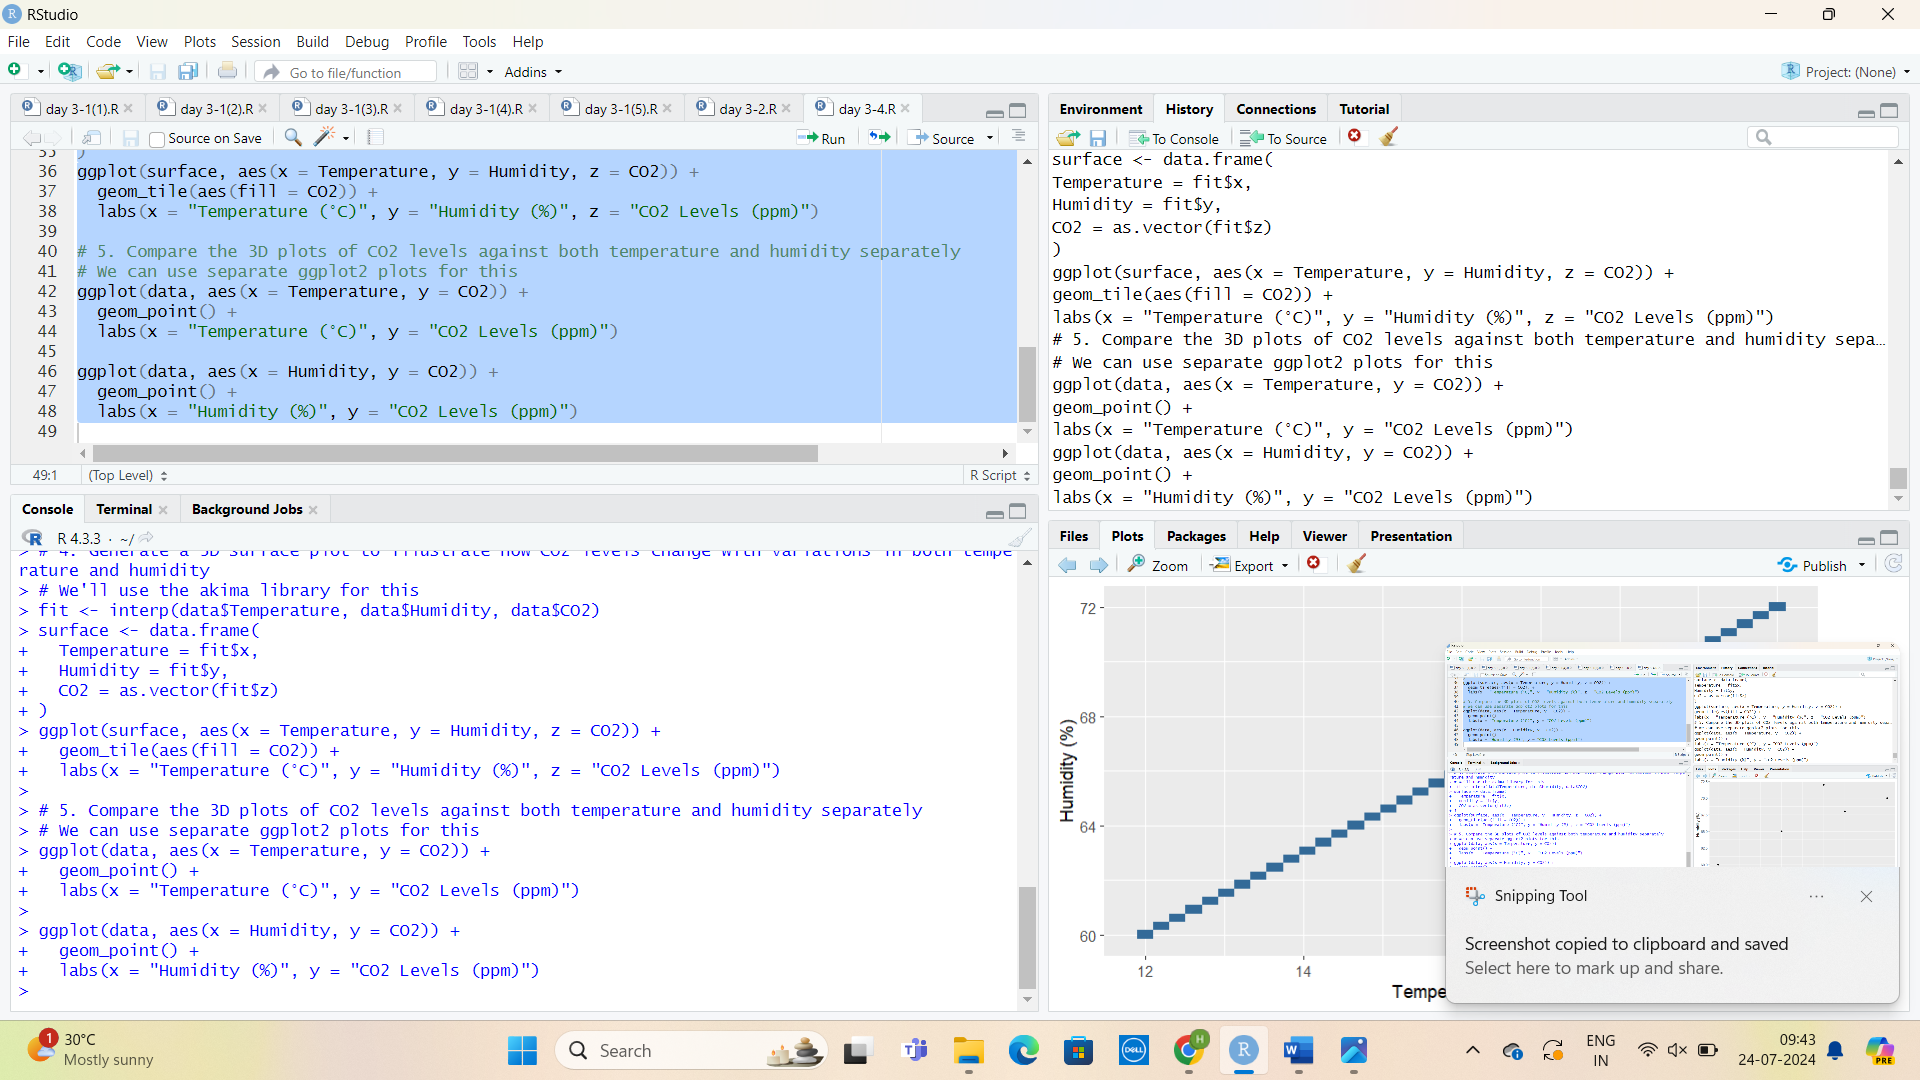 RStudio
File Edit Code View Plots Session Build Debug Profile Tools Help
Go to file/function Addins Project: (None)
day 3-1(1).R day 3-1(2).R day 3-1(3).R day 3-1(4).R day 3-1(5).R day 3-2.R day 3-4.R
Source on Save Run Source
35 )
36 ggplot(surface, aes(x = Temperature, y = Humidity, z = CO2)) +
37 geom_tile(aes(fill = CO2)) +
38 labs(x = "Temperature (°C)", y = "Humidity (%)", z = "CO2 Levels (ppm)")
39
40 # 5. Compare the 3D plots of CO2 levels against both temperature and humidity separately
41 # We can use separate ggplot2 plots for this
42 ggplot(data, aes(x = Temperature, y = CO2)) +
43 geom_point() +
44 labs(x = "Temperature (°C)", y = "CO2 Levels (ppm)")
45
46 ggplot(data, aes(x = Humidity, y = CO2)) +
47 geom_point() +
48 labs(x = "Humidity (%)", y = "CO2 Levels (ppm)")
49
49:1 (Top Level) R Script
Console Terminal Background Jobs
R 4.3.3 · ~/
> # 4. Generate a 3D surface plot to illustrate how CO2 levels change with variations in both tempe
rature and humidity
> # We'll use the akima library for this
> fit <- interp(data$Temperature, data$Humidity, data$CO2)
> surface <- data.frame(
+ Temperature = fit$x,
+ Humidity = fit$y,
+ CO2 = as.vector(fit$z)
+ )
> ggplot(surface, aes(x = Temperature, y = Humidity, z = CO2)) +
+ geom_tile(aes(fill = CO2)) +
+ labs(x = "Temperature (°C)", y = "Humidity (%)", z = "CO2 Levels (ppm)")
>
> # 5. Compare the 3D plots of CO2 levels against both temperature and humidity separately
> # We can use separate ggplot2 plots for this
> ggplot(data, aes(x = Temperature, y = CO2)) +
+ geom_point() +
+ labs(x = "Temperature (°C)", y = "CO2 Levels (ppm)")
>
> ggplot(data, aes(x = Humidity, y = CO2)) +
+ geom_point() +
+ labs(x = "Humidity (%)", y = "CO2 Levels (ppm)")
>
Environment History Connections Tutorial
To Console To Source
surface <- data.frame(
Temperature = fit$x,
Humidity = fit$y,
CO2 = as.vector(fit$z)
)
ggplot(surface, aes(x = Temperature, y = Humidity, z = CO2)) +
geom_tile(aes(fill = CO2)) +
labs(x = "Temperature (°C)", y = "Humidity (%)", z = "CO2 Levels (ppm)")
# 5. Compare the 3D plots of CO2 levels against both temperature and humidity sepa…
# We can use separate ggplot2 plots for this
ggplot(data, aes(x = Temperature, y = CO2)) +
geom_point() +
labs(x = "Temperature (°C)", y = "CO2 Levels (ppm)")
ggplot(data, aes(x = Humidity, y = CO2)) +
geom_point() +
labs(x = "Humidity (%)", y = "CO2 Levels (ppm)")
Files Plots Packages Help Viewer Presentation
Zoom Export Publish
72
68
64
60
Humidity (%)
12 14
Tempe
Snipping Tool
Screenshot copied to clipboard and saved
Select here to mark up and share.
1
30°C
Mostly sunny
Search
DELL
H
ENG
IN
09:43
24-07-2024
PRE